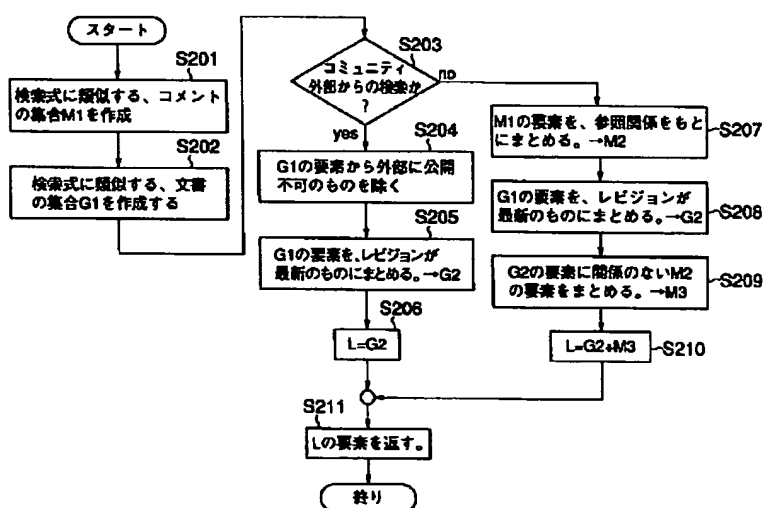 スタート
S201
検索式に類似する、コメント
の集合M1を作成
S202
検索式に類似する、文書
の集合G1を作成する
S203
コミュニティ
外部からの検索か
?
no
yes
S204
G1の要素から外部に公開
不可のものを除く
S205
G1の要素を、レビジョンが
最新のものにまとめる。→G2
S206
L=G2
S207
M1の要素を、参照関係をもと
にまとめる。→M2
S208
G1の要素を、レビジョンが
最新のものにまとめる。→G2
S209
G2の要素に関係のないM2
の要素をまとめる。→M3
S210
L=G2+M3
S211
Lの要素を返す。
終り